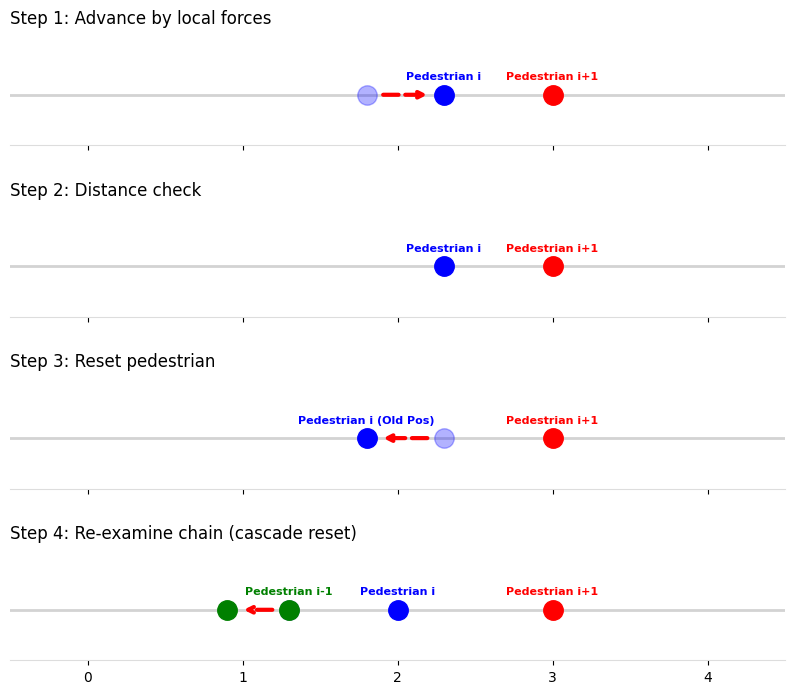 Step 1: Advance by local forces
Pedestrian i Pedestrian i+1
Step 2: Distance check
Pedestrian i Pedestrian i+1
Step 3: Reset pedestrian
Pedestrian i (Old Pos) Pedestrian i+1
Step 4: Re-examine chain (cascade reset)
Pedestrian i-1 Pedestrian i Pedestrian i+1
0 1 2 3 4